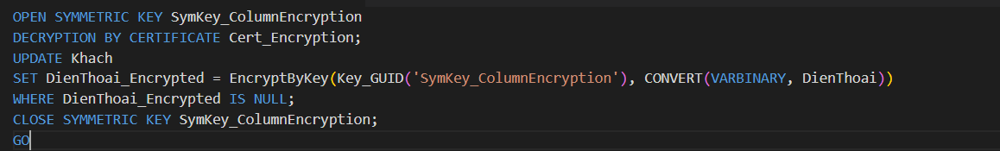 OPEN SYMMETRIC KEY SymKey_ColumnEncryption
DECRYPTION BY CERTIFICATE Cert_Encryption;
UPDATE Khach
SET DienThoai_Encrypted = EncryptByKey(Key_GUID('SymKey_ColumnEncryption'), CONVERT(VARBINARY, DienThoai))
WHERE DienThoai_Encrypted IS NULL;
CLOSE SYMMETRIC KEY SymKey_ColumnEncryption;
GO